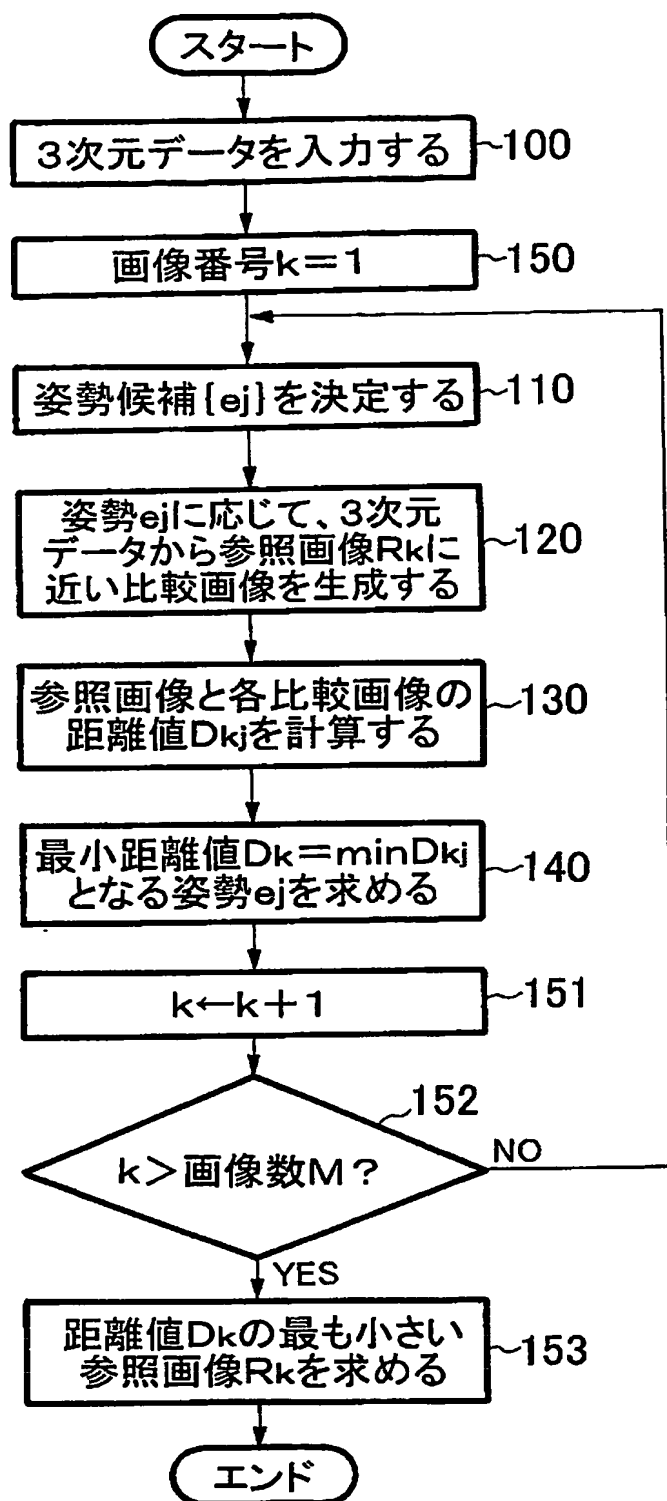 スタート
3次元データを入力する
100
画像番号k=1
150
姿勢候補{ej}を決定する
110
姿勢ejに応じて、3次元
データから参照画像Rkに
近い比較画像を生成する
120
参照画像と各比較画像の
距離値Dkjを計算する
130
最小距離値Dk=minDkj
となる姿勢ejを求める
140
k←k+1
151
152
k>画像数M?
NO
YES
距離値Dkの最も小さい
参照画像Rkを求める
153
エンド